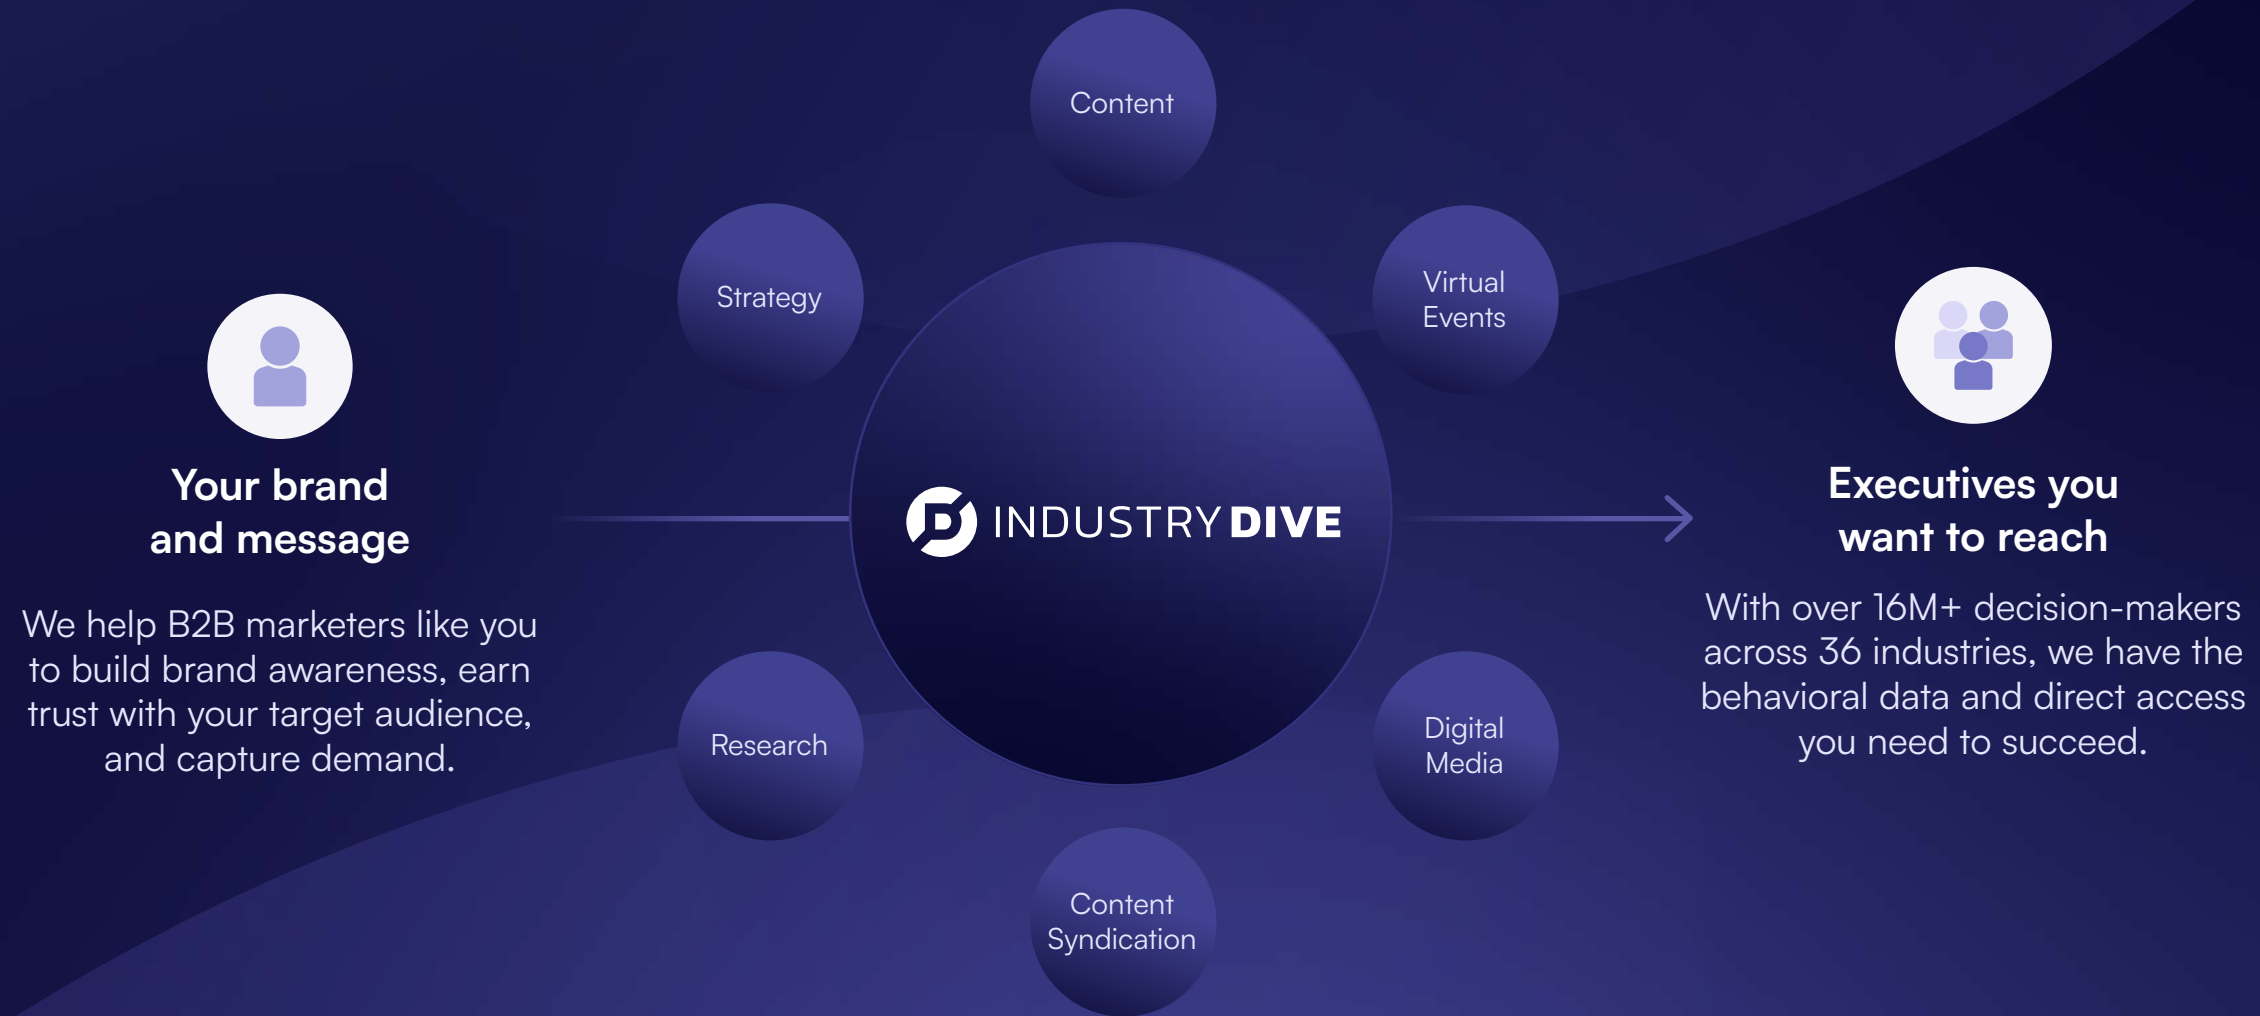 Content
Strategy
Virtual
Events
Your brand
and message
We help B2B marketers like you
to build brand awareness, earn
trust with your target audience,
and capture demand.
INDUSTRY DIVE
Executives you
want to reach
With over 16M+ decision-makers
across 36 industries, we have the
behavioral data and direct access
you need to succeed.
Research
Digital
Media
Content
Syndication